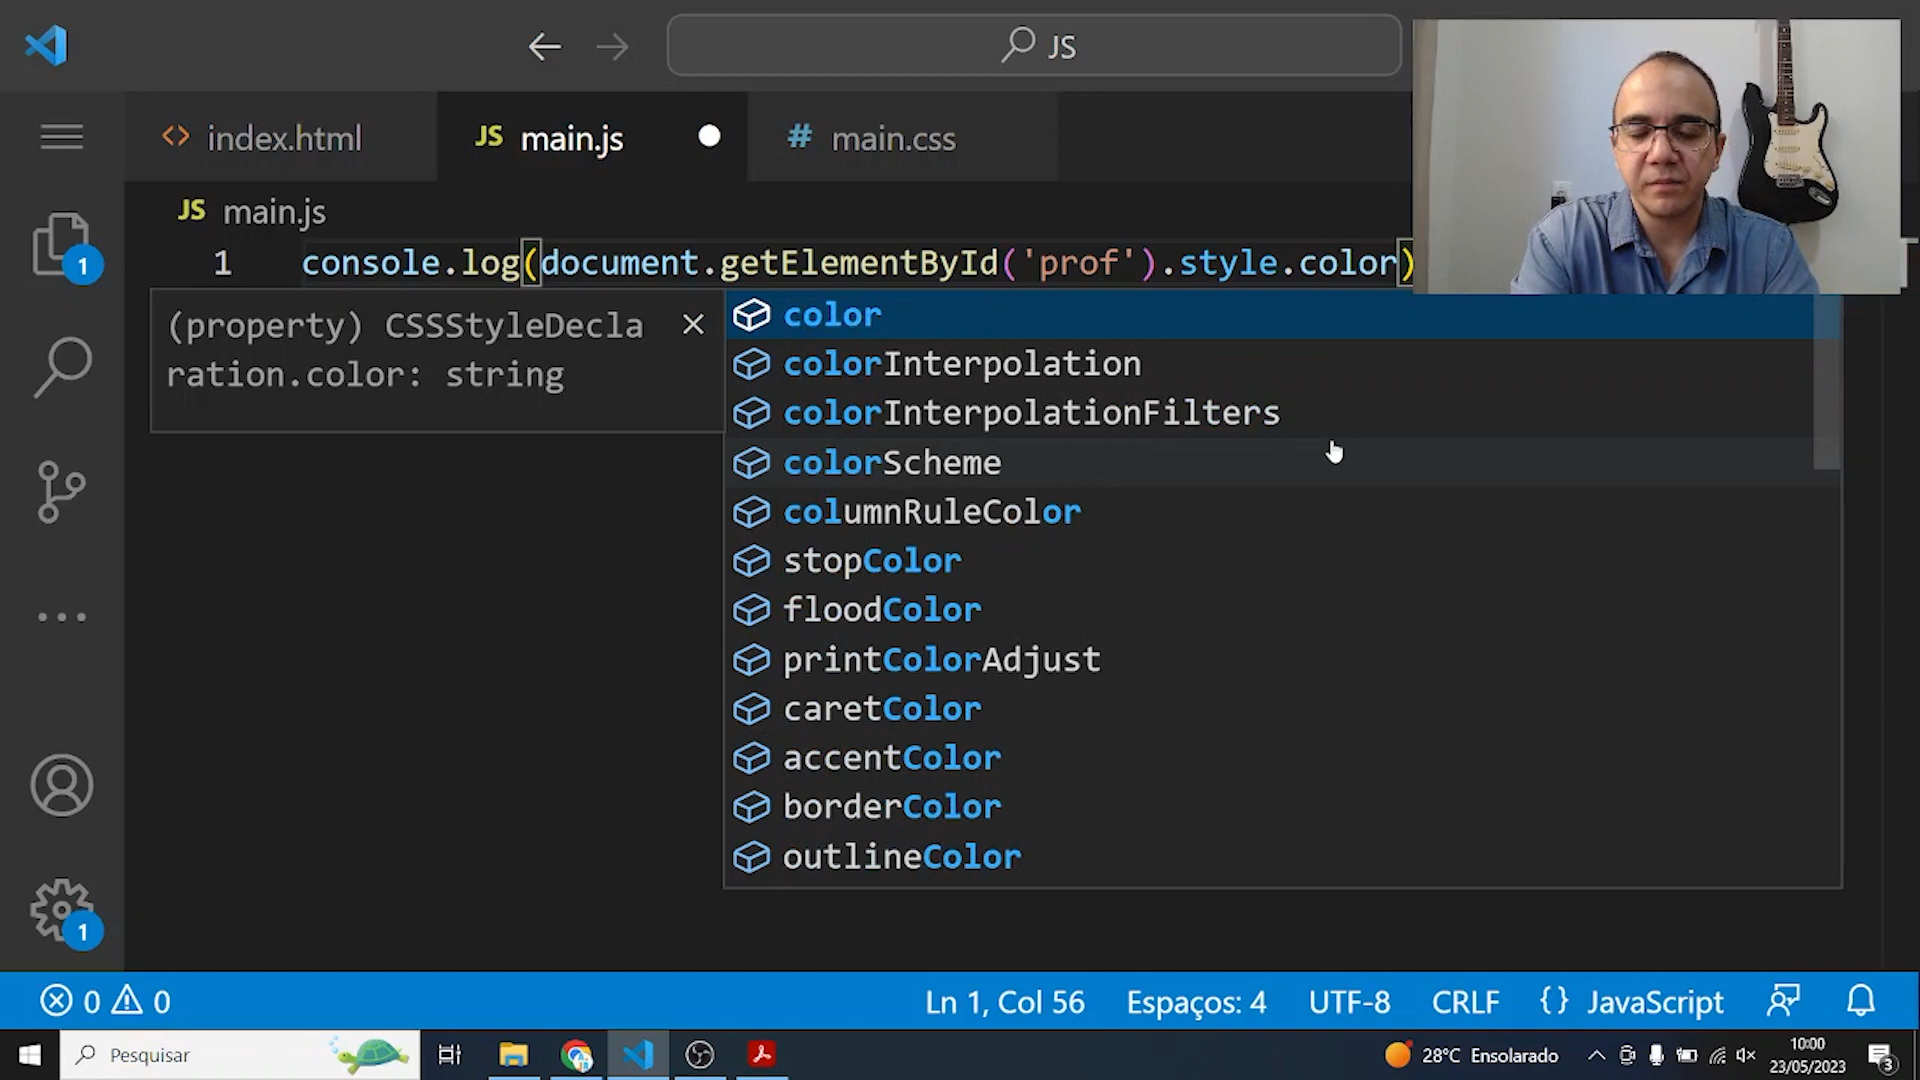 JS
index.html
JS main.js
# main.css
JS main.js
1 console.log(document.getElementById('prof').style.color)
(property) CSSStyleDecla
ration.color: string
color
colorInterpolation
colorInterpolationFilters
colorScheme
columnRuleColor
stopColor
floodColor
printColorAdjust
caretColor
accentColor
borderColor
outlineColor
1
1
0 0
Ln 1, Col 56
Espaços: 4
UTF-8
CRLF
{} JavaScript
Pesquisar
28°C Ensolarado
10:00
23/05/2023
3